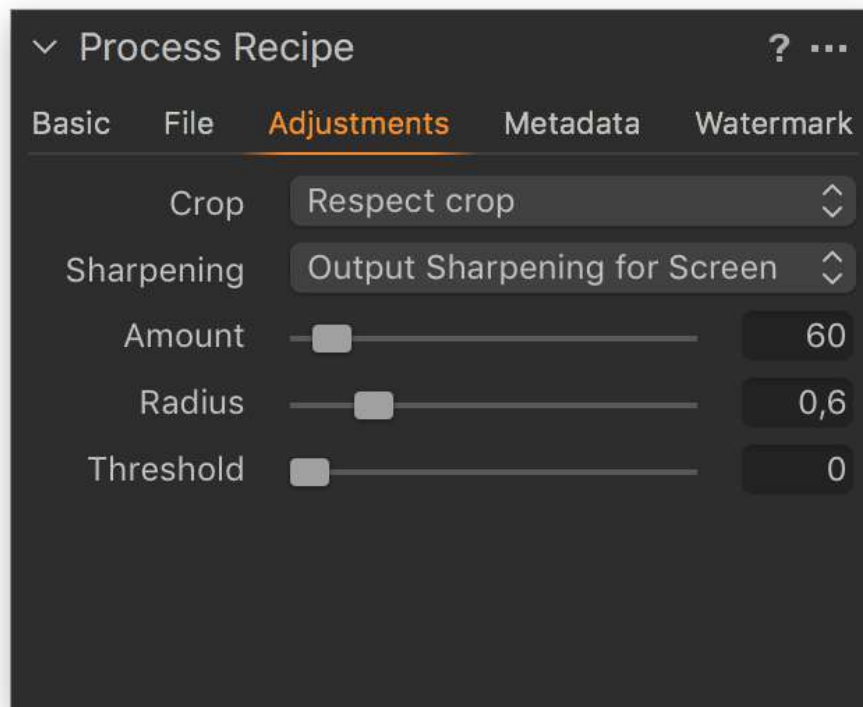 Process Recipe ? ...
Basic File Adjustments Metadata Watermark
Crop Respect crop
Sharpening Output Sharpening for Screen
Amount 60
Radius 0,6
Threshold 0